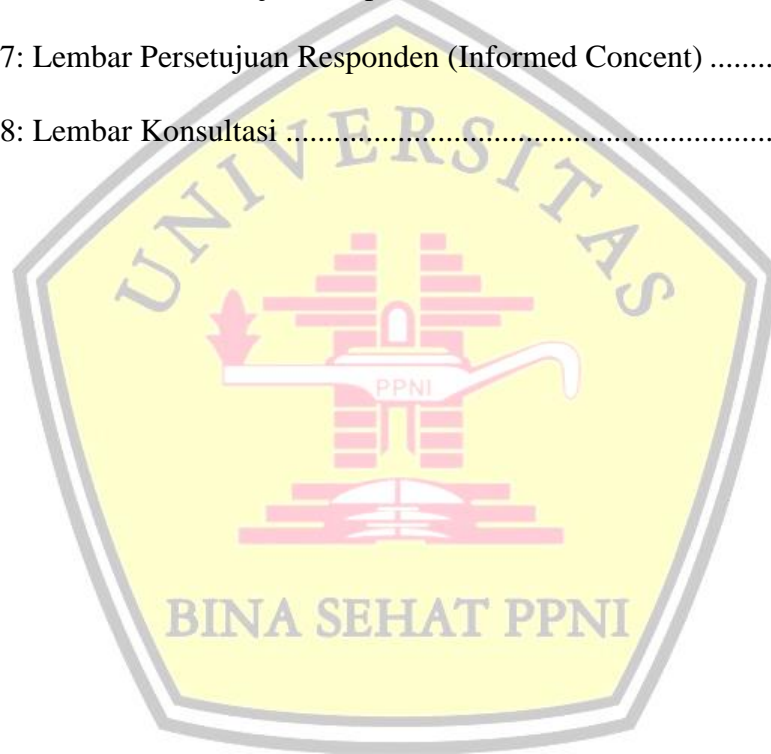 7: Lembar Persetujuan Responden (Informed Concent) ........
8: Lembar Konsultasi ............................................................
UNIVERSITAS
PPNI
BINA SEHAT PPNI